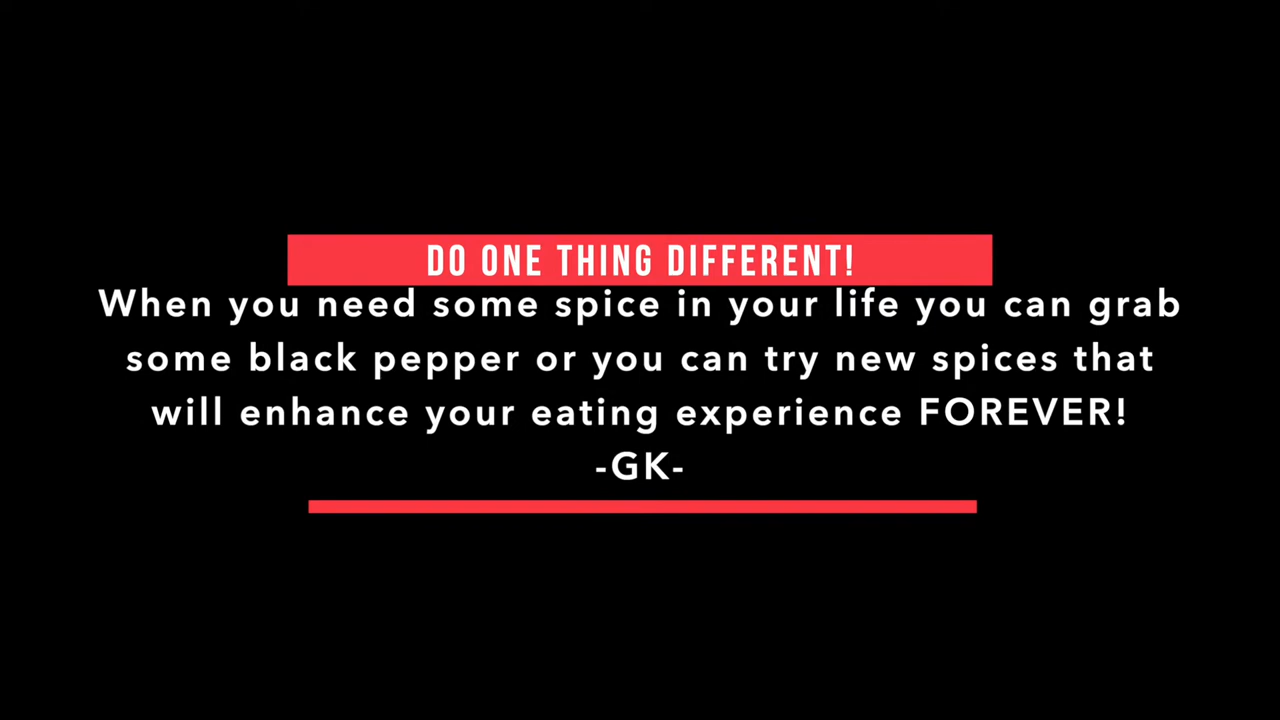 DO ONE THING DIFFERENT!
When you need some spice in your life you can grab
some black pepper or you can try new spices that
will enhance your eating experience FOREVER!
-GK-